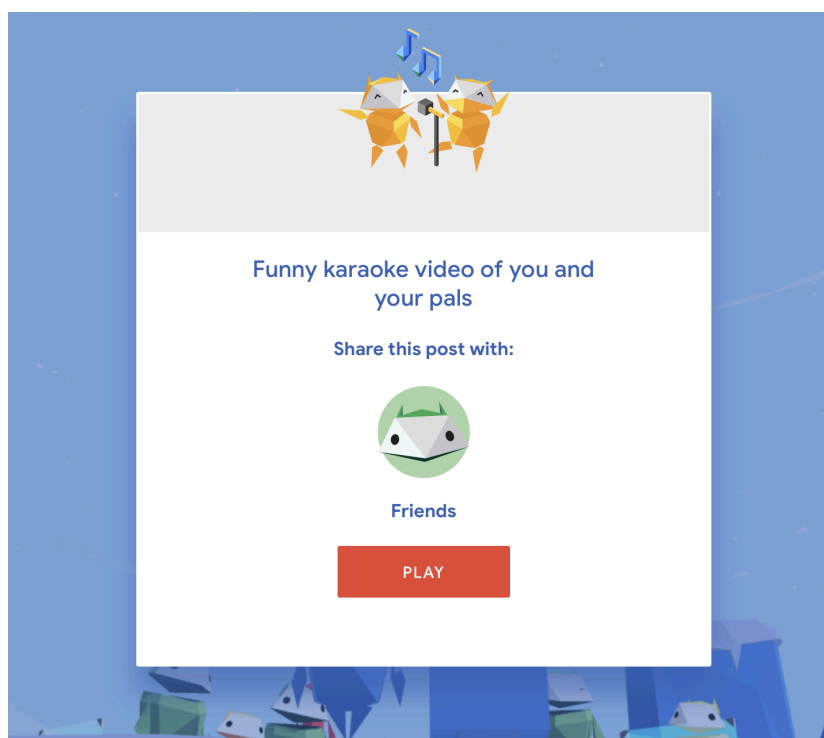 Funny karaoke video of you and
your pals
Share this post with:
Friends
PLAY